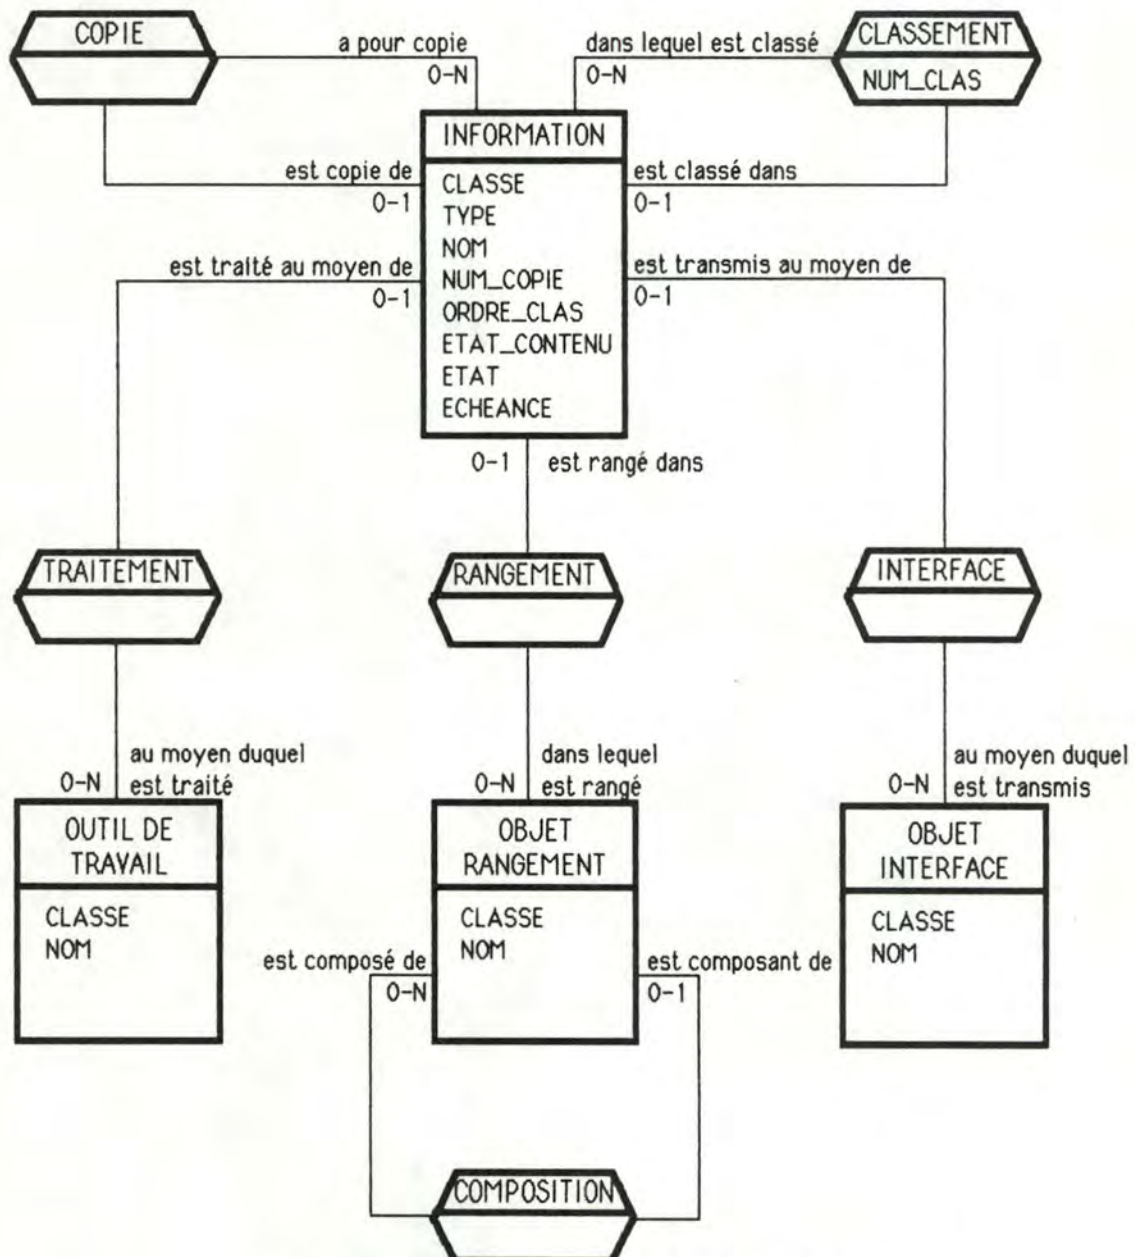 COPIE
a pour copie
0-N
dans lequel est classé
0-N
CLASSEMENT
NUM_CLAS
INFORMATION
est copie de
0-1
CLASSE
TYPE
NOM
NUM_COPIE
ORDRE_CLAS
ETAT_CONTENU
ETAT
ECHEANCE
est classé dans
0-1
est traité au moyen de
0-1
est transmis au moyen de
0-1
0-1 est rangé dans
TRAITEMENT
RANGEMENT
INTERFACE
au moyen duquel
0-N est traité
dans lequel
0-N est rangé
au moyen duquel
0-N est transmis
OUTIL DE
TRAVAIL
CLASSE
NOM
OBJET
RANGEMENT
CLASSE
NOM
OBJET
INTERFACE
CLASSE
NOM
est composé de
0-N
est composant de
0-1
COMPOSITION